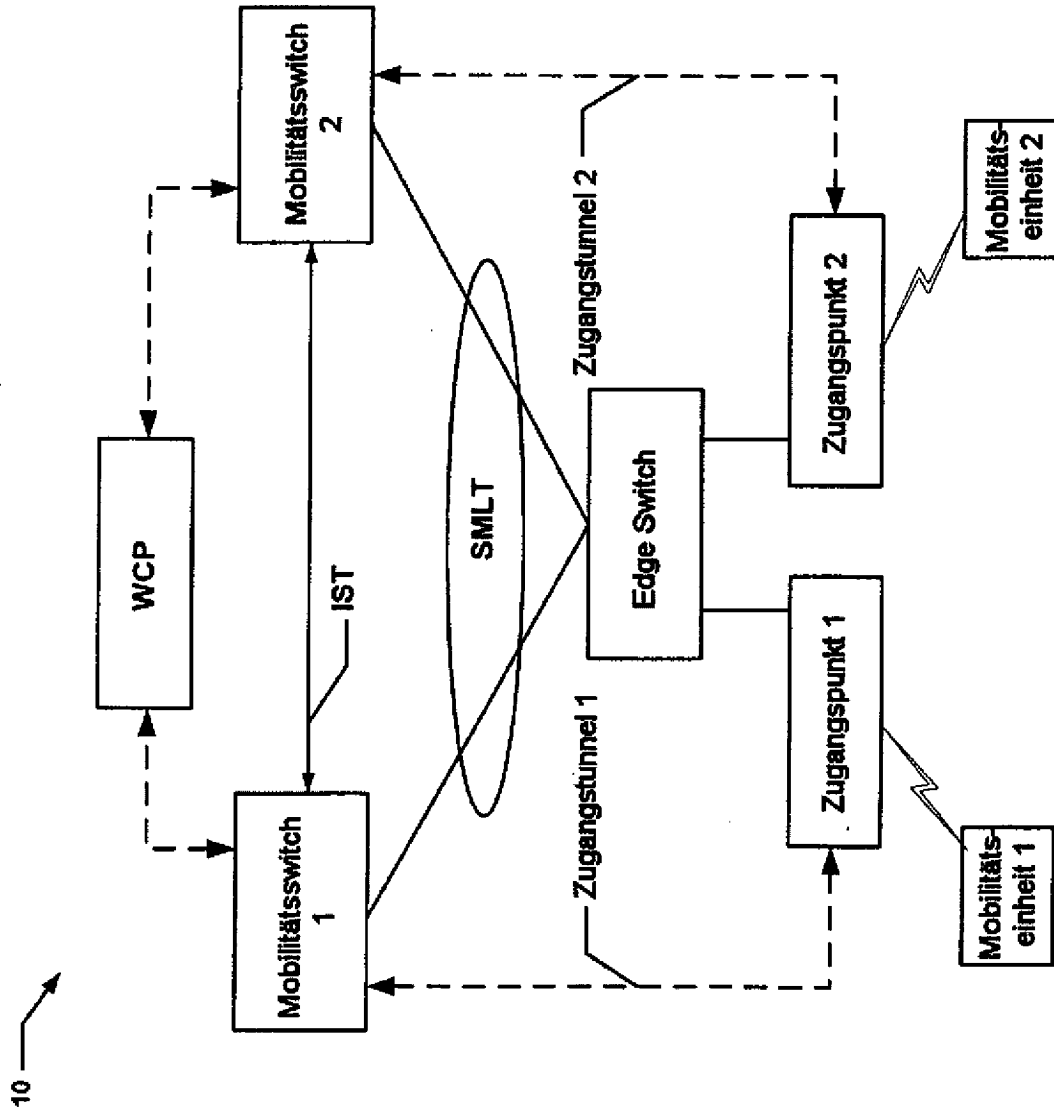 10
WCP
Mobilitätsswitch
1
Mobilitätsswitch
2
IST
SMLT
Zugangstunnel 1
Zugangstunnel 2
Edge Switch
Zugangspunkt 1
Zugangspunkt 2
Mobilitäts-
einheit 1
Mobilitäts-
einheit 2